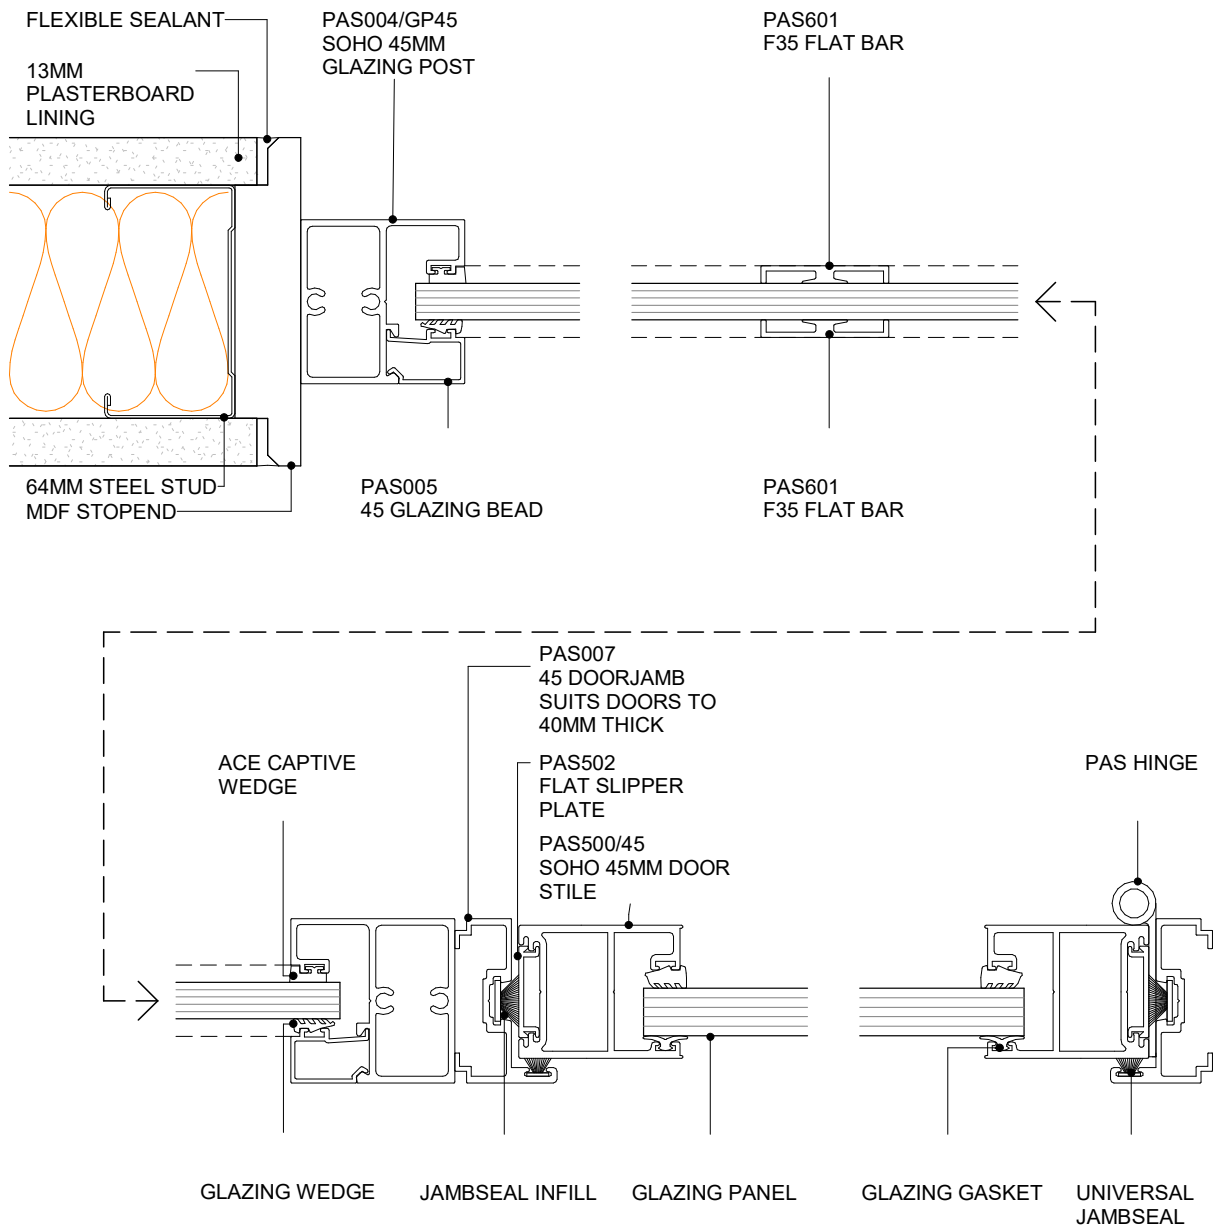 FLEXIBLE SEALANT
13MM
PLASTERBOARD
LINING
PAS004/GP45
SOHO 45MM
GLAZING POST
PAS601
F35 FLAT BAR
64MM STEEL STUD
MDF STOPEND
PAS005
45 GLAZING BEAD
PAS601
F35 FLAT BAR
PAS007
45 DOORJAMB
SUITS DOORS TO
40MM THICK
ACE CAPTIVE
WEDGE
PAS502
FLAT SLIPPER
PLATE
PAS HINGE
PAS500/45
SOHO 45MM DOOR
STILE
GLAZING WEDGE
JAMBSEAL INFILL
GLAZING PANEL
GLAZING GASKET
UNIVERSAL
JAMBSEAL